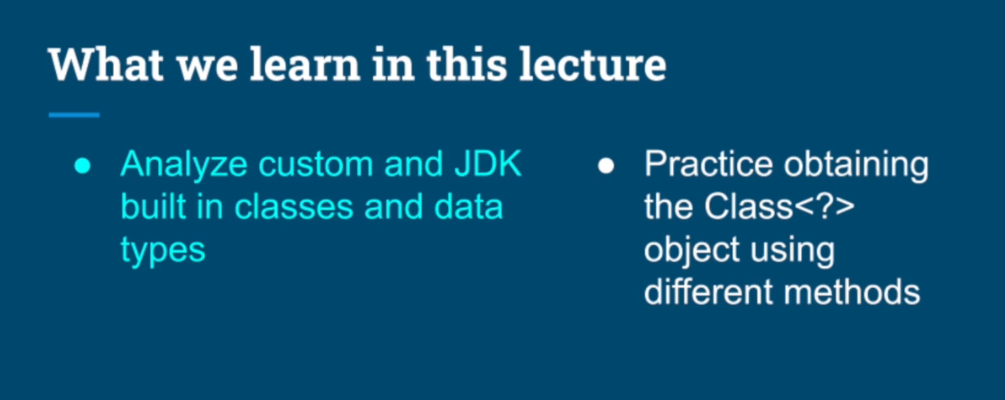 What we learn in this lecture
● Analyze custom and JDK
built in classes and data
types
● Practice obtaining
the Class<?>
object using
different methods